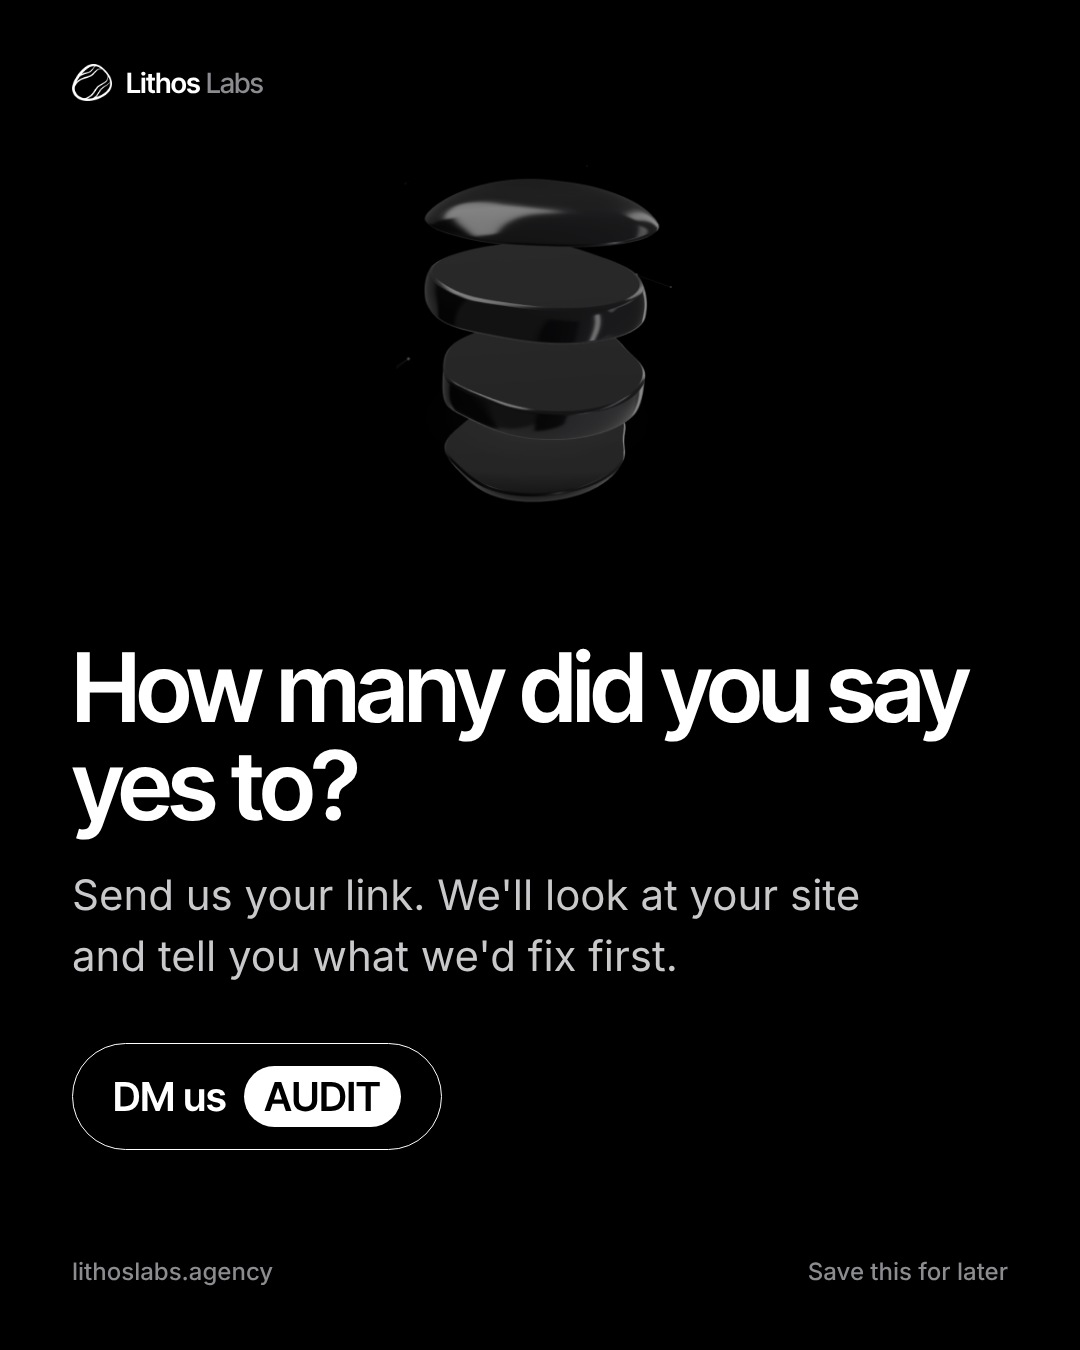 Lithos Labs
How many did you say
yes to?
Send us your link. We'll look at your site
and tell you what we'd fix first.
DM us AUDIT
lithoslabs.agency
Save this for later